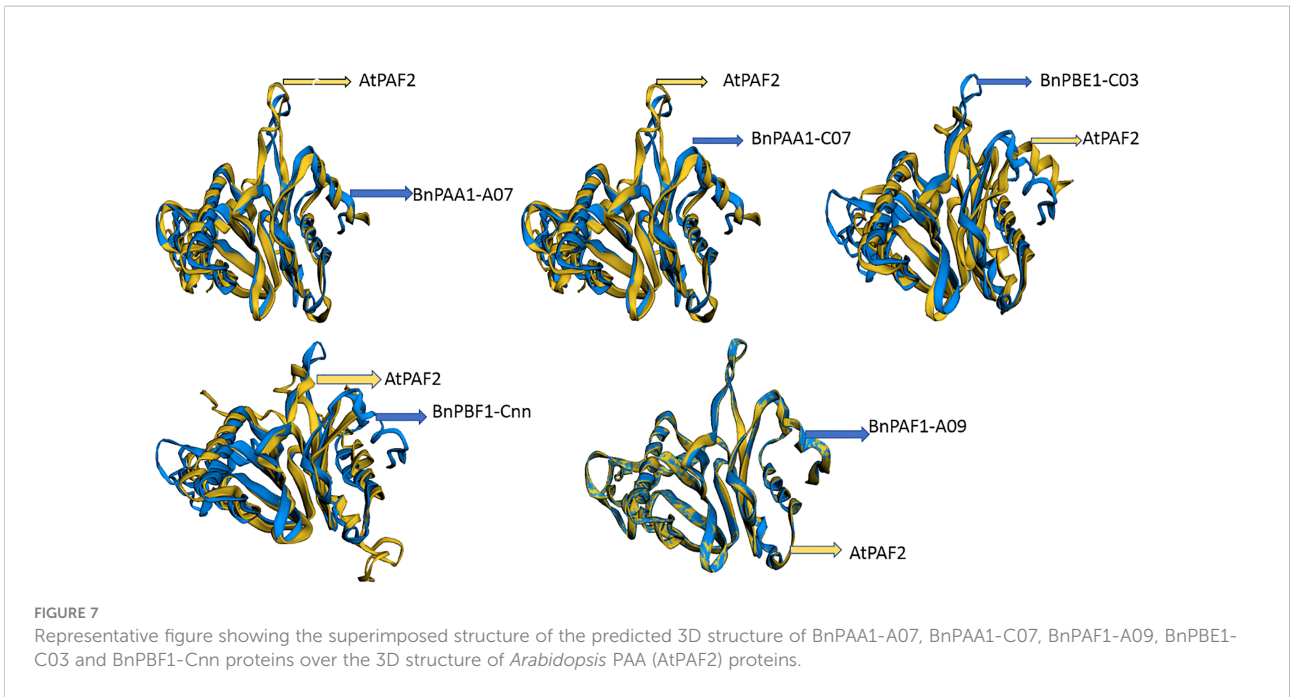 AtPAF2
BnPAA1-A07
AtPAF2
BnPAA1-C07
BnPBE1-C03
AtPAF2
AtPAF2
BnPBF1-Cnn
BnPAF1-A09
AtPAF2
FIGURE 7
Representative figure showing the superimposed structure of the predicted 3D structure of BnPAA1-A07, BnPAA1-C07, BnPAF1-A09, BnPBE1-
C03 and BnPBF1-Cnn proteins over the 3D structure of Arabidopsis PAA (AtPAF2) proteins.